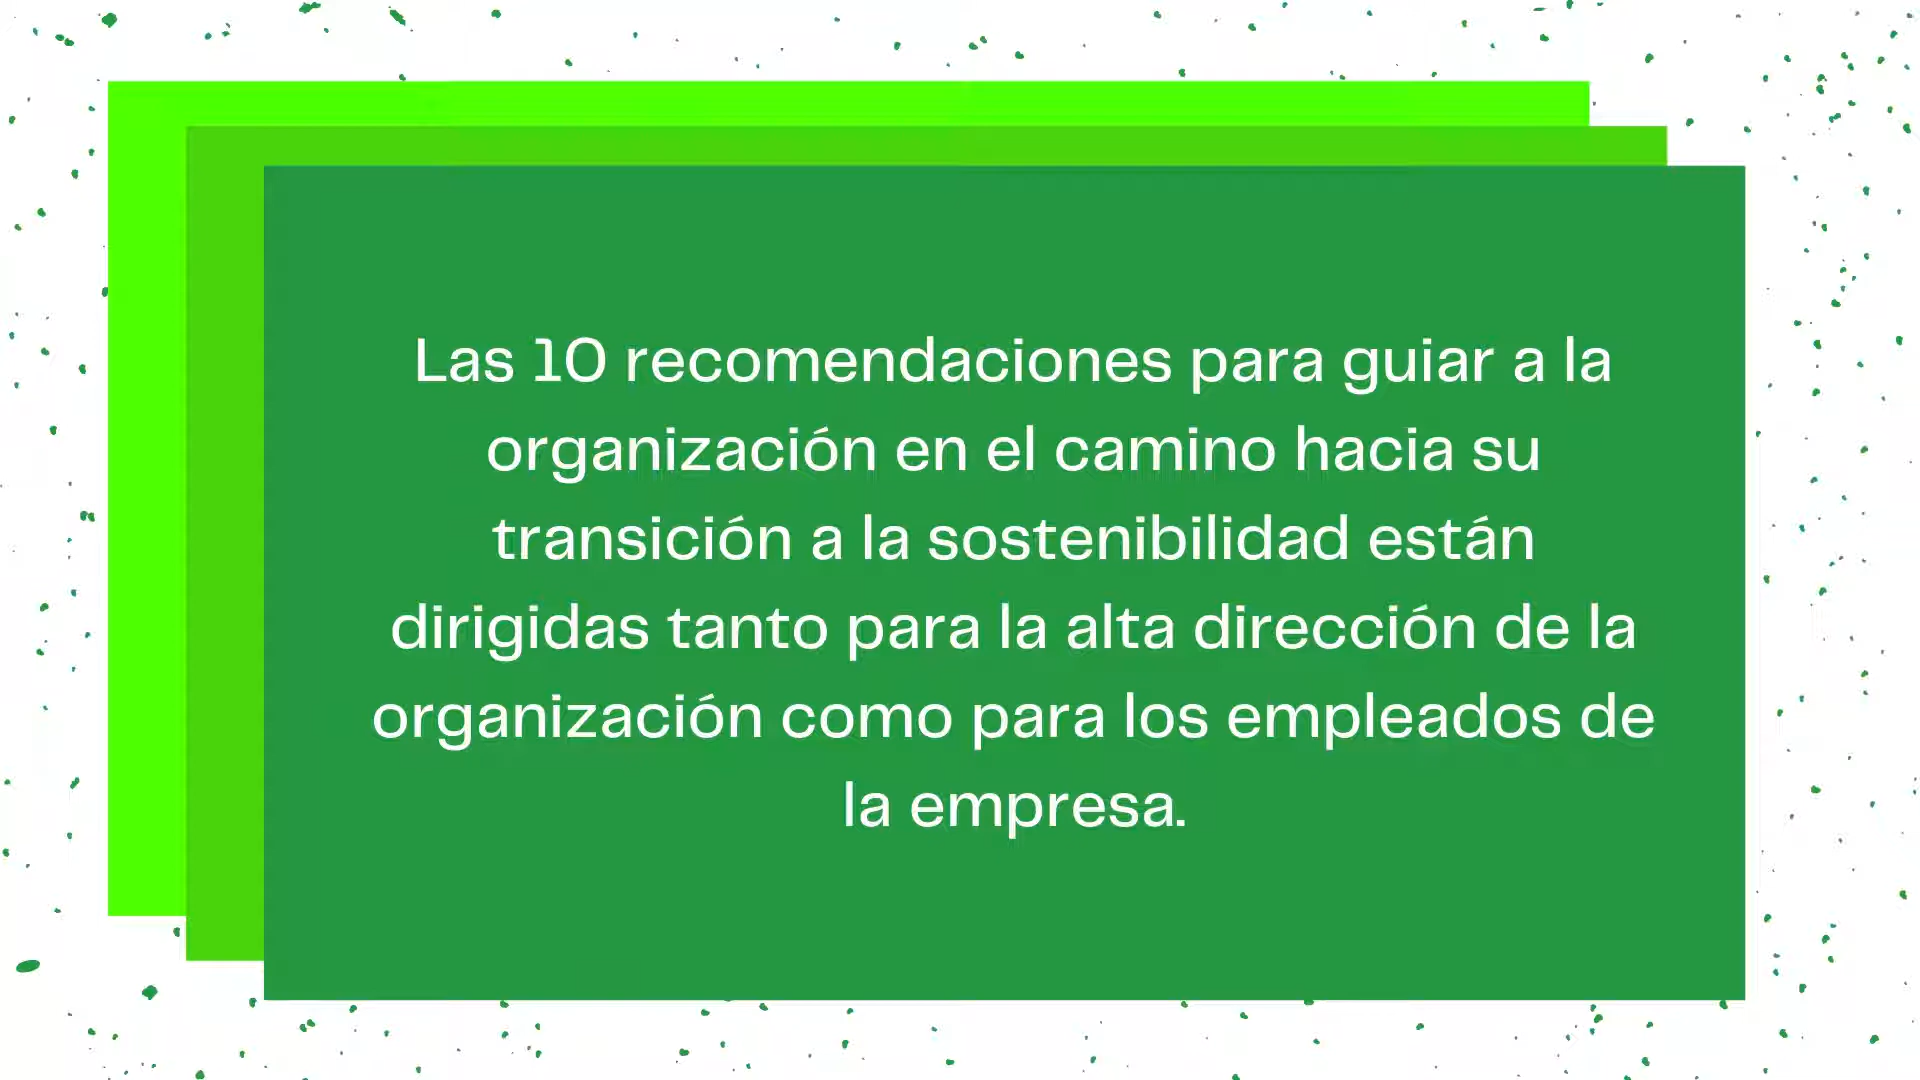 Las 10 recomendaciones para guiar a la
organización en el camino hacia su
transición a la sostenibilidad están
dirigidas tanto para la alta dirección de la
organización como para los empleados de
la empresa.